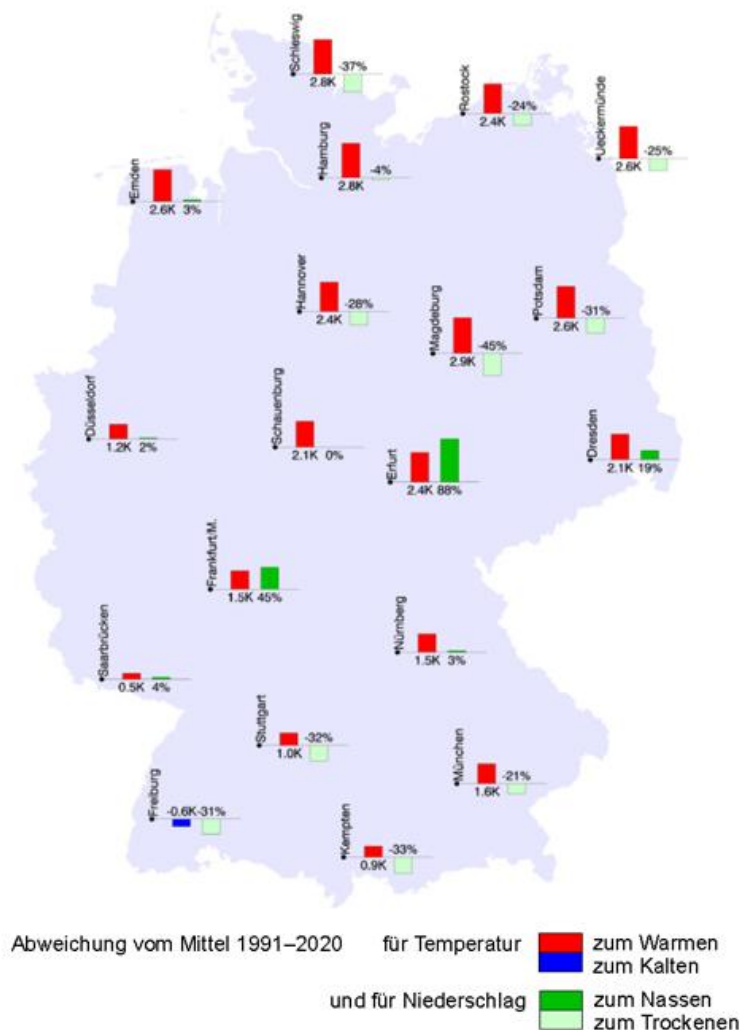 Schleswig
-37%
2.8K
Rostock
-24%
2.4K
Ueckermünde
-25%
2.6K
Hamburg
-4%
2.8K
Emden
2.6K 3%
Hannover
-28%
2.4K
Potsdam
-31%
2.6K
Magdeburg
-45%
2.9K
Düsseldorf
1.2K 2%
Schauenburg
2.1K 0%
Erfurt
2.4K 88%
Dresden
2.1K 19%
Frankfurt/M.
1.5K 45%
Nürnberg
1.5K 3%
Saarbrücken
0.5K 4%
Stuttgart
-32%
1.0K
München
-21%
1.6K
Freiburg
-0.6K -31%
Kempten
-33%
0.9K
Abweichung vom Mittel 1991–2020 für Temperatur zum Warmen
zum Kalten
und für Niederschlag zum Nassen
zum Trockenen